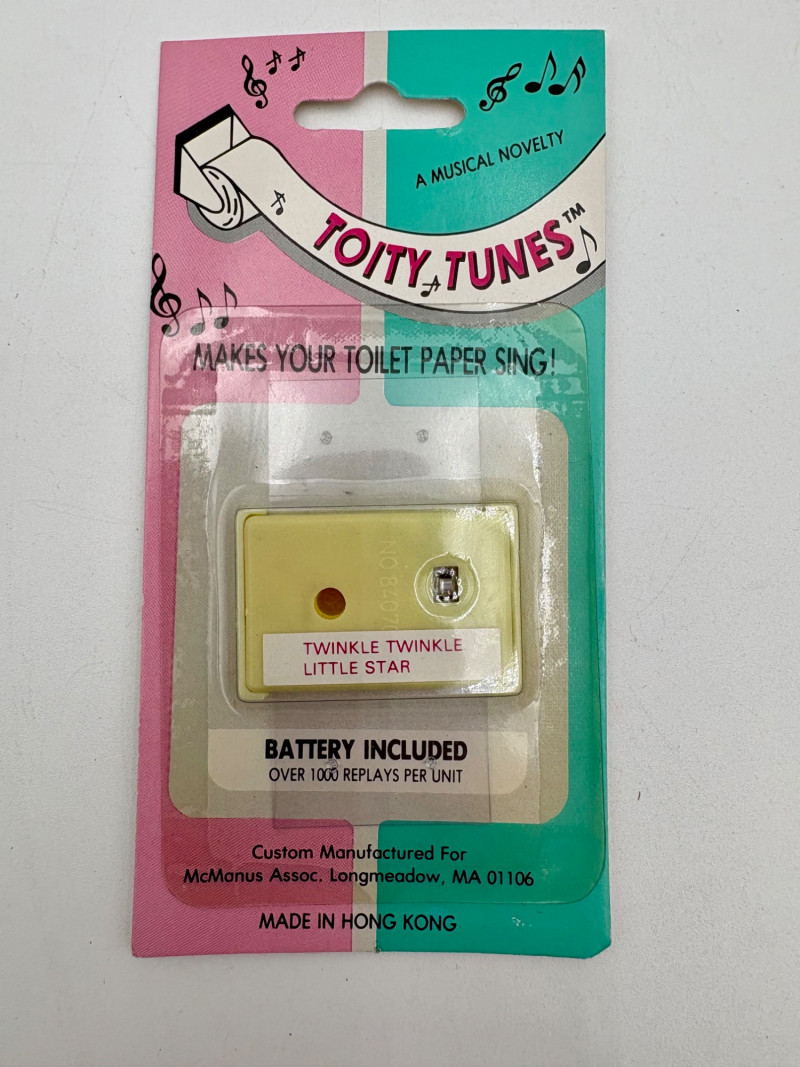 A MUSICAL NOVELTY
TOITY TUNES™
MAKES YOUR TOILET PAPER SING!
TWINKLE TWINKLE
LITTLE STAR
BATTERY INCLUDED
OVER 1000 REPLAYS PER UNIT
Custom Manufactured For
McManus Assoc. Longmeadow, MA 01106
MADE IN HONG KONG